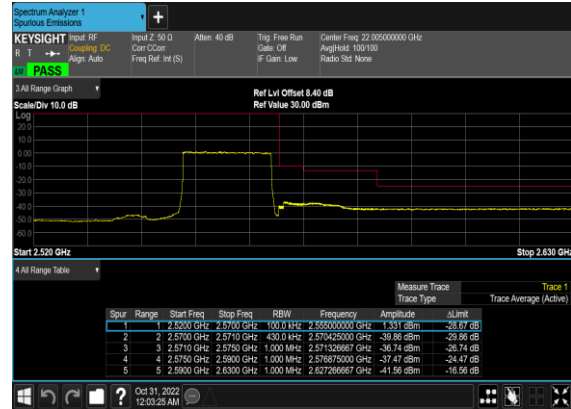 Spectrum Analyzer 1
Spurious Emissions
+
KEYSIGHT Input: RF Input Z: 50 Ω Atten: 40 dB Trig: Free Run Center Freq: 22.005000000 GHz
R T Coupling: DC Corr CCorr Gate: Off Avg|Hold: 100/100
Align: Auto Freq Ref: Int (S) IF Gain: Low Radio Std: None
PASS
3 All Range Graph
Ref Lvl Offset 8.40 dB
Scale/Div 10.0 dB Ref Value 30.00 dBm
Log
20.0
10.0
0.00
-10.0
-20.0
-30.0
-40.0
-50.0
-60.0
Start 2.520 GHz Stop 2.630 GHz
4 All Range Table
Measure Trace Trace 1
Trace Type Trace Average (Active)
Spur Range Start Freq Stop Freq RBW Frequency Amplitude ΔLimit
1 1 2.5200 GHz 2.5700 GHz 100.0 kHz 2.555000000 GHz 1.331 dBm -28.67 dB
2 2 2.5700 GHz 2.5710 GHz 430.0 kHz 2.570425000 GHz -39.86 dBm -29.86 dB
3 3 2.5710 GHz 2.5750 GHz 1.000 MHz 2.571326667 GHz -36.74 dBm -26.74 dB
4 4 2.5750 GHz 2.5900 GHz 1.000 MHz 2.576875000 GHz -37.47 dBm -24.47 dB
5 5 2.5900 GHz 2.6300 GHz 1.000 MHz 2.627266667 GHz -41.56 dBm -16.56 dB
? Oct 31, 2022
12:03:25 AM